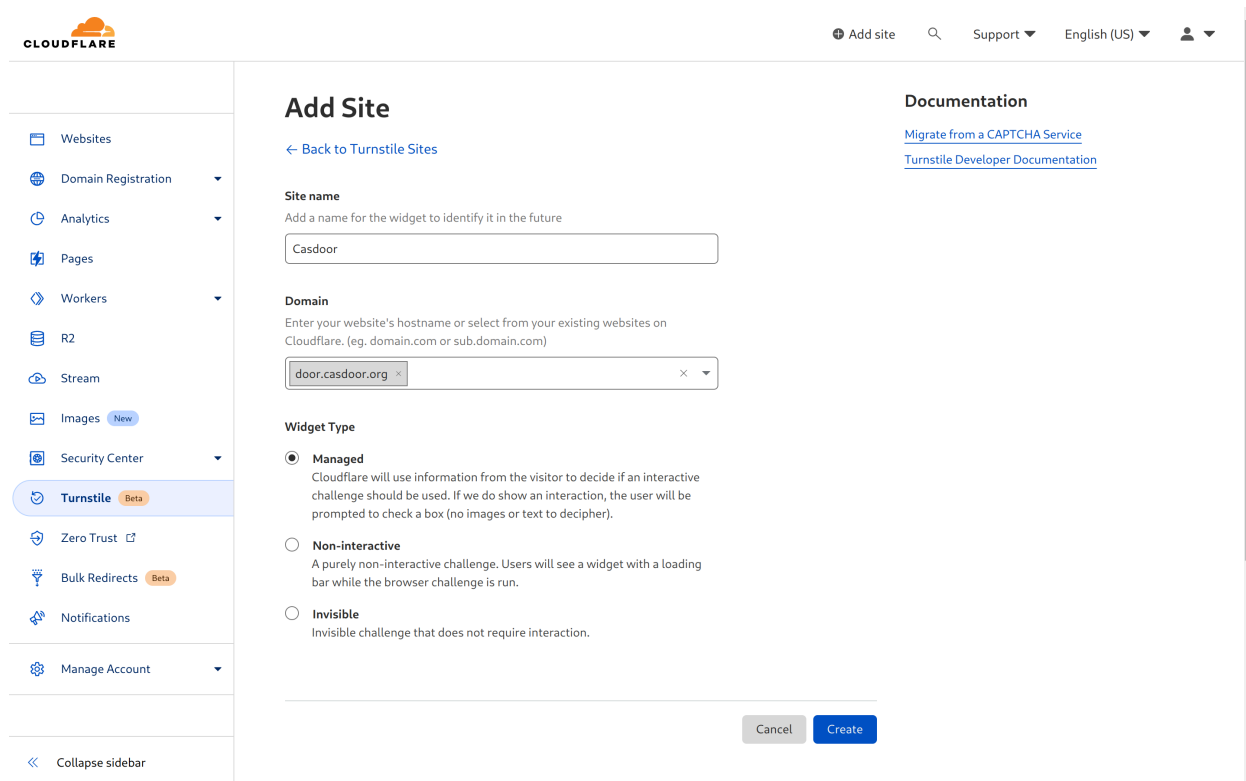 CLOUDFLARE
Add site
Support
English (US)
Websites
Domain Registration
Analytics
Pages
Workers
R2
Stream
Images New
Security Center
Turnstile Beta
Zero Trust
Bulk Redirects Beta
Notifications
Manage Account
Collapse sidebar
Add Site
← Back to Turnstile Sites
Site name
Add a name for the widget to identify it in the future
Casdoor
Domain
Enter your website's hostname or select from your existing websites on
Cloudflare. (eg. domain.com or sub.domain.com)
door.casdoor.org ×
Widget Type
Managed
Cloudflare will use information from the visitor to decide if an interactive
challenge should be used. If we do show an interaction, the user will be
prompted to check a box (no images or text to decipher).
Non-interactive
A purely non-interactive challenge. Users will see a widget with a loading
bar while the browser challenge is run.
Invisible
Invisible challenge that does not require interaction.
Cancel
Create
Documentation
Migrate from a CAPTCHA Service
Turnstile Developer Documentation